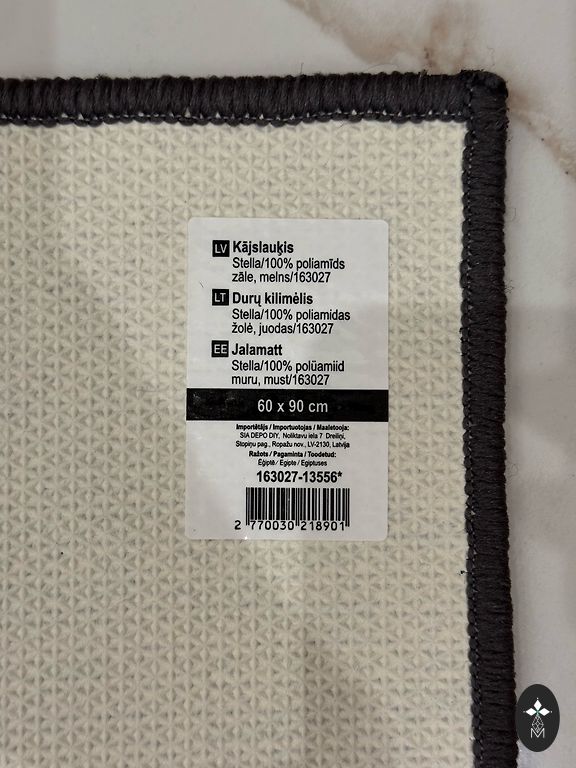 LV Kājslauķis
Stella/100% poliamīds
zāle, melns/163027
LT Durų kilimėlis
Stella/100% poliamidas
žolė, juodas/163027
EE Jalamatt
Stella/100% polüamiid
muru, must/163027
60 x 90 cm
Importētājs / Importuotojas / Maaletooja:
SIA DEPO DIY, Noliktavu iela 7 Dreiliņi,
Stopiņu pag., Ropažu nov., LV-2130, Latvija
Ražots / Pagaminta / Toodetud:
Ēģiptē / Egipte / Egiptuses
163027-13556*
2 770030 218901
M